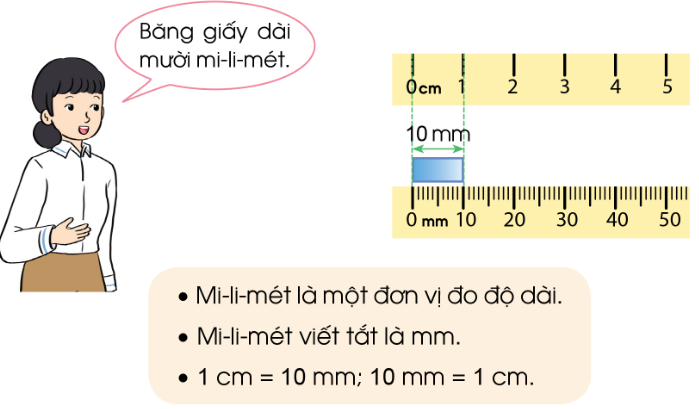 Băng giấy dài
mười mi-li-mét.
0 cm 1 2 3 4 5
10 mm
0 mm 10 20 30 40 50
• Mi-li-mét là một đơn vị đo độ dài.
• Mi-li-mét viết tắt là mm.
• 1 cm = 10 mm; 10 mm = 1 cm.